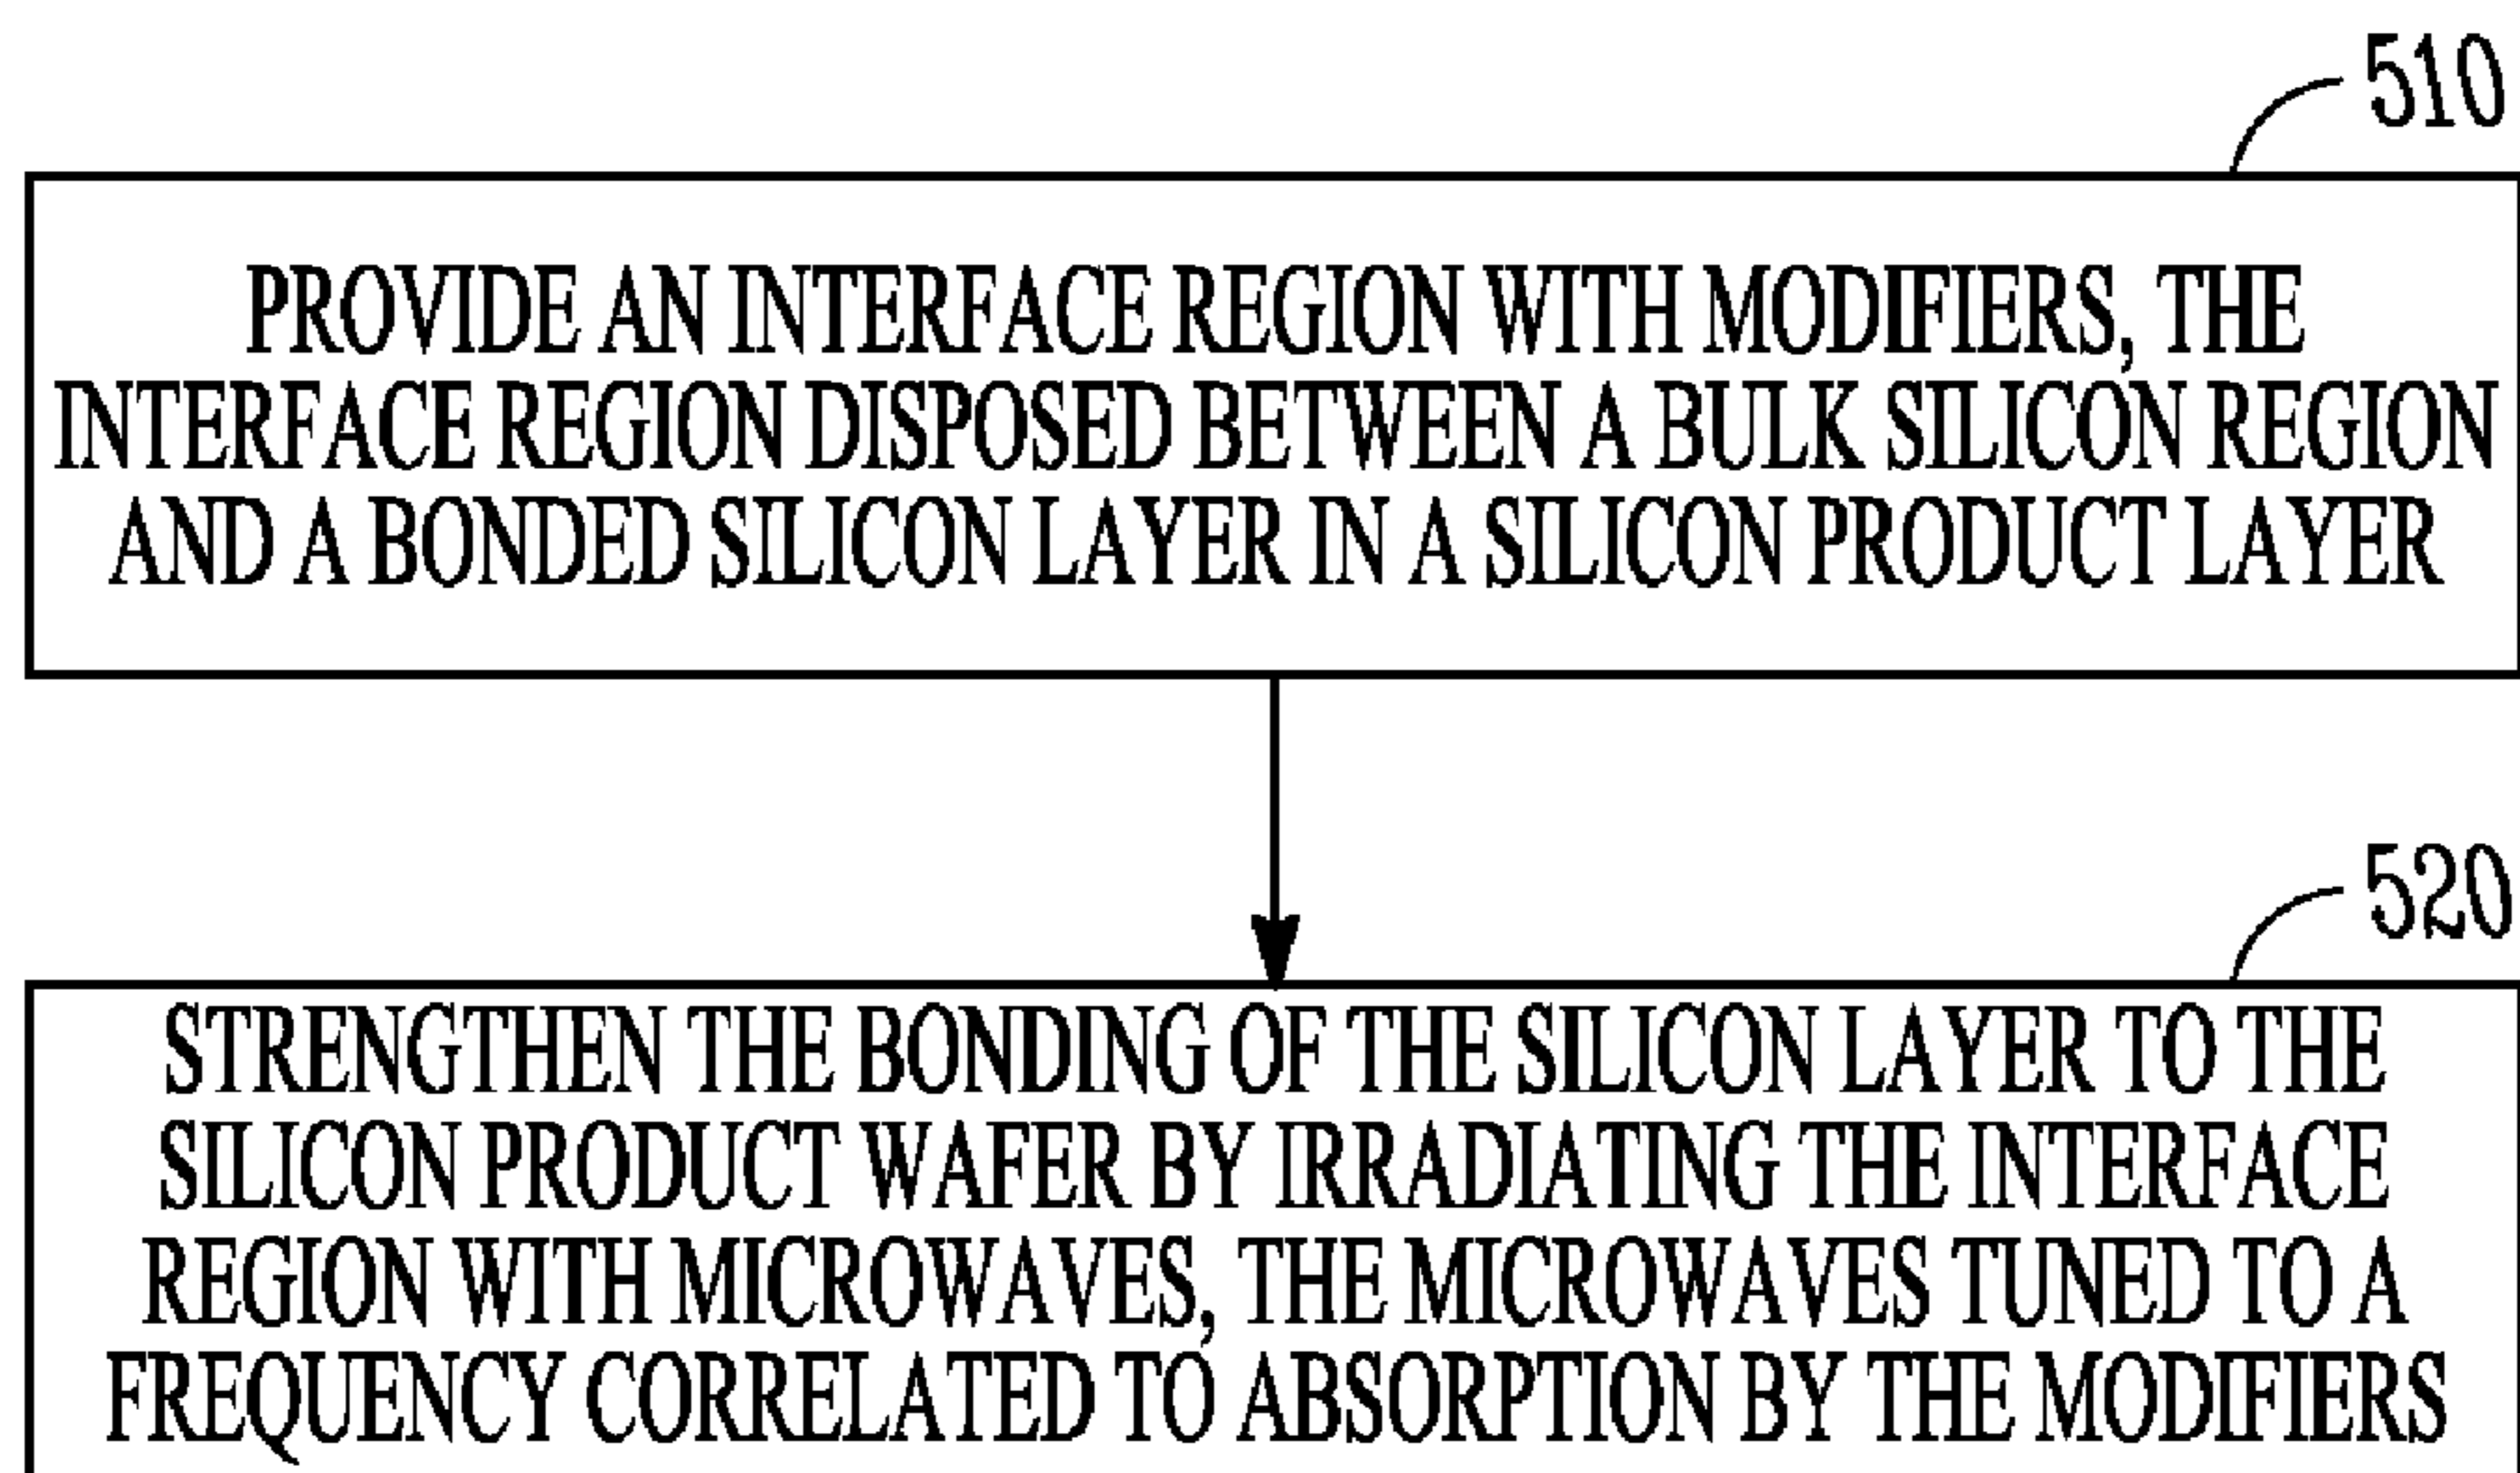 510
PROVIDE AN INTERFACE REGION WITH MODIFIERS, THE
INTERFACE REGION DISPOSED BETWEEN A BULK SILICON REGION
AND A BONDED SILICON LAYER IN A SILICON PRODUCT LAYER
520
STRENGTHEN THE BONDING OF THE SILICON LAYER TO THE
SILICON PRODUCT WAFER BY IRRADIATING THE INTERFACE
REGION WITH MICROWAVES, THE MICROWAVES TUNED TO A
FREQUENCY CORRELATED TO ABSORPTION BY THE MODIFIERS